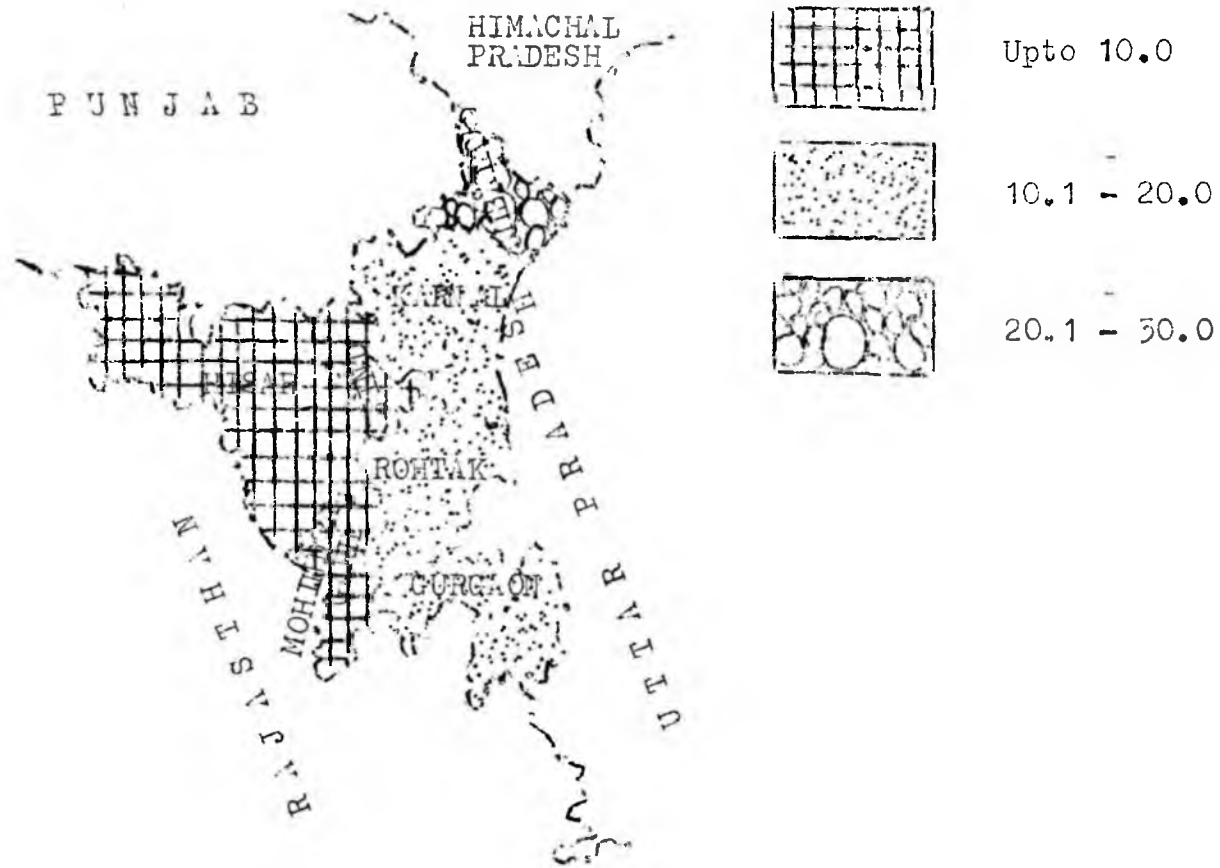 HIMACHAL
PRADESH
PUNJAB
Upto 10.0
10.1 - 20.0
20.1 - 30.0
KARNAL
HISAR
ROHTAK
GURGAON
RAJASTHAN
UTTAR PRADESH